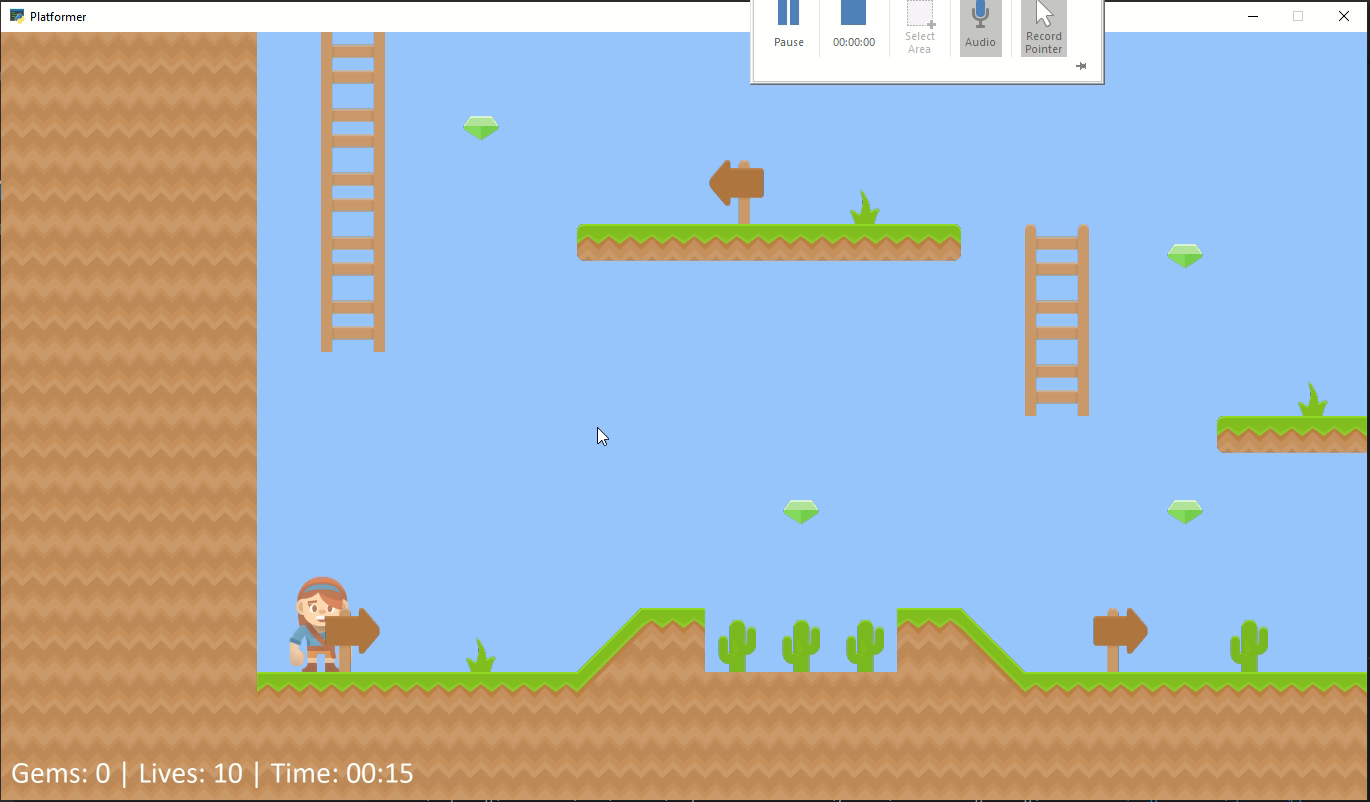 Platformer
Pause
00:00:00
Select
Area
Audio
Record
Pointer
Gems: 0 | Lives: 10 | Time: 00:15